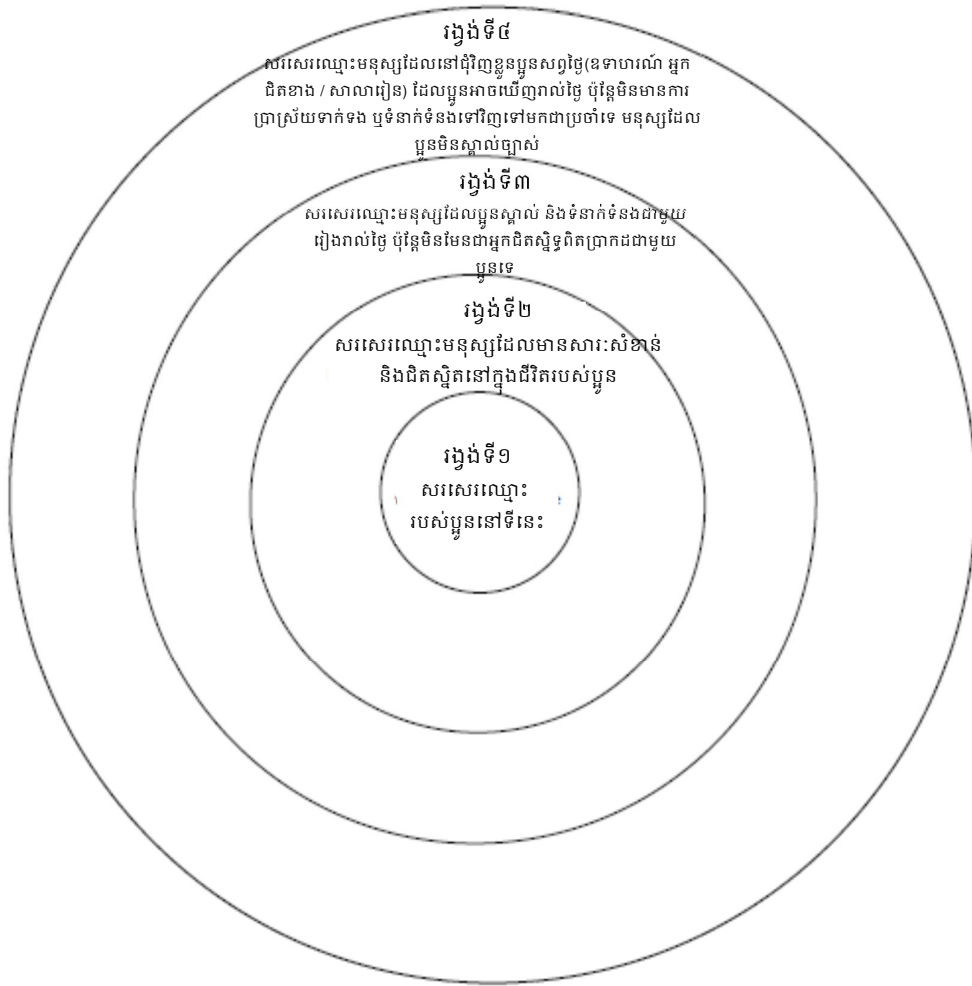 រង្វង់ទី៤
សរសេរឈ្មោះមនុស្សដែលនៅជុំវិញខ្លួនប្អូនសព្វថ្ងៃ(ឧទាហរណ៍ អ្នក
ជិតខាង / សាលារៀន) ដែលប្អូនអាចឃើញរាល់ថ្ងៃ ប៉ុន្តែមិនមានការ
ប្រាស្រ័យទាក់ទង ឬទំនាក់ទំនងទៅវិញទៅមកជាប្រចាំទេ មនុស្សដែល
ប្អូនមិនស្គាល់ច្បាស់
រង្វង់ទី៣
សរសេរឈ្មោះមនុស្សដែលប្អូនស្គាល់ និងទំនាក់ទំនងជាមួយ
រៀងរាល់ថ្ងៃ ប៉ុន្តែមិនមែនជាអ្នកជិតស្និទ្ធពិតប្រាកដជាមួយ
ប្អូនទេ
រង្វង់ទី២
សរសេរឈ្មោះមនុស្សដែលមានសារៈសំខាន់
និងជិតស្និតនៅក្នុងជីវិតរបស់ប្អូន
រង្វង់ទី១
សរសេរឈ្មោះ
របស់ប្អូននៅទីនេះ